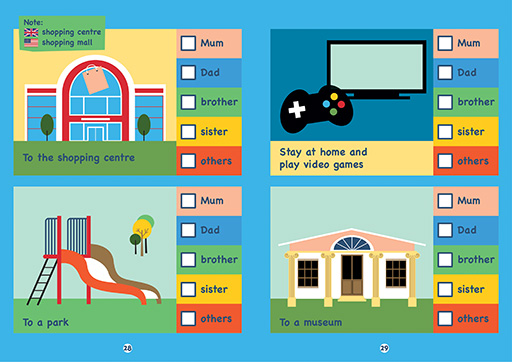 Note:
shopping centre
shopping mall
Mum
Dad
brother
sister
others
To the shopping centre
Mum
Dad
brother
sister
others
Stay at home and
play video games
Mum
Dad
brother
sister
others
To a park
Mum
Dad
brother
sister
others
To a museum
28
29